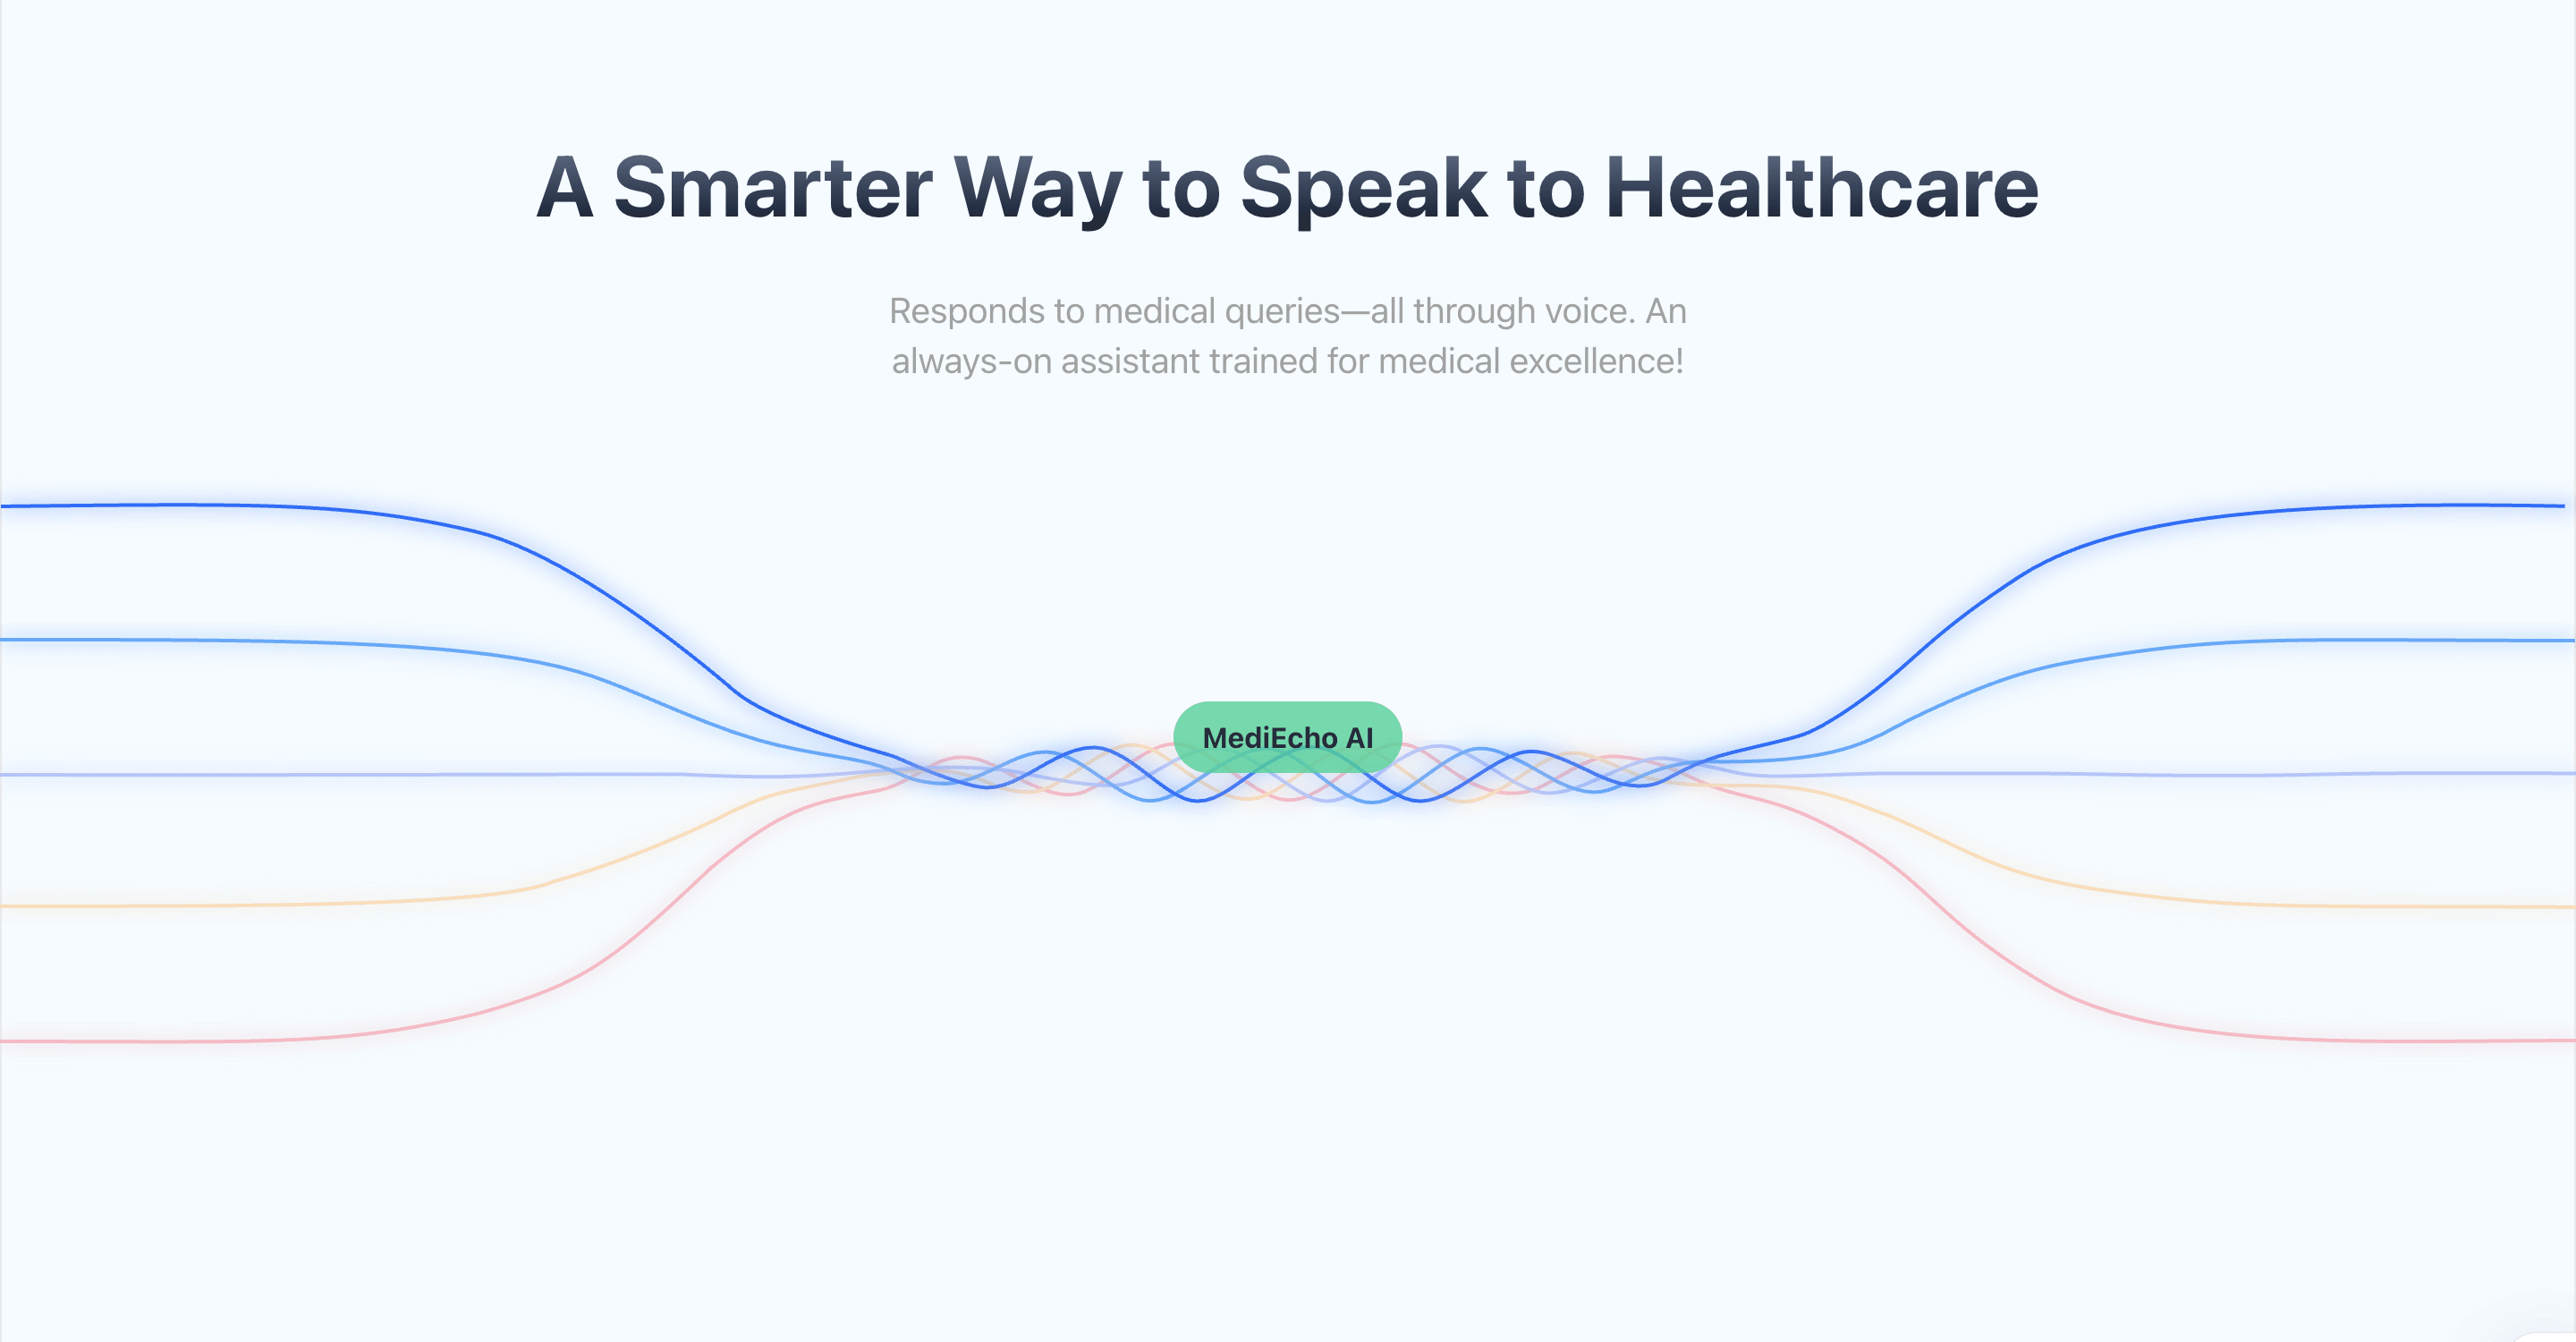 A Smarter Way to Speak to Healthcare
Responds to medical queries—all through voice. An
always-on assistant trained for medical excellence!
MediEcho AI